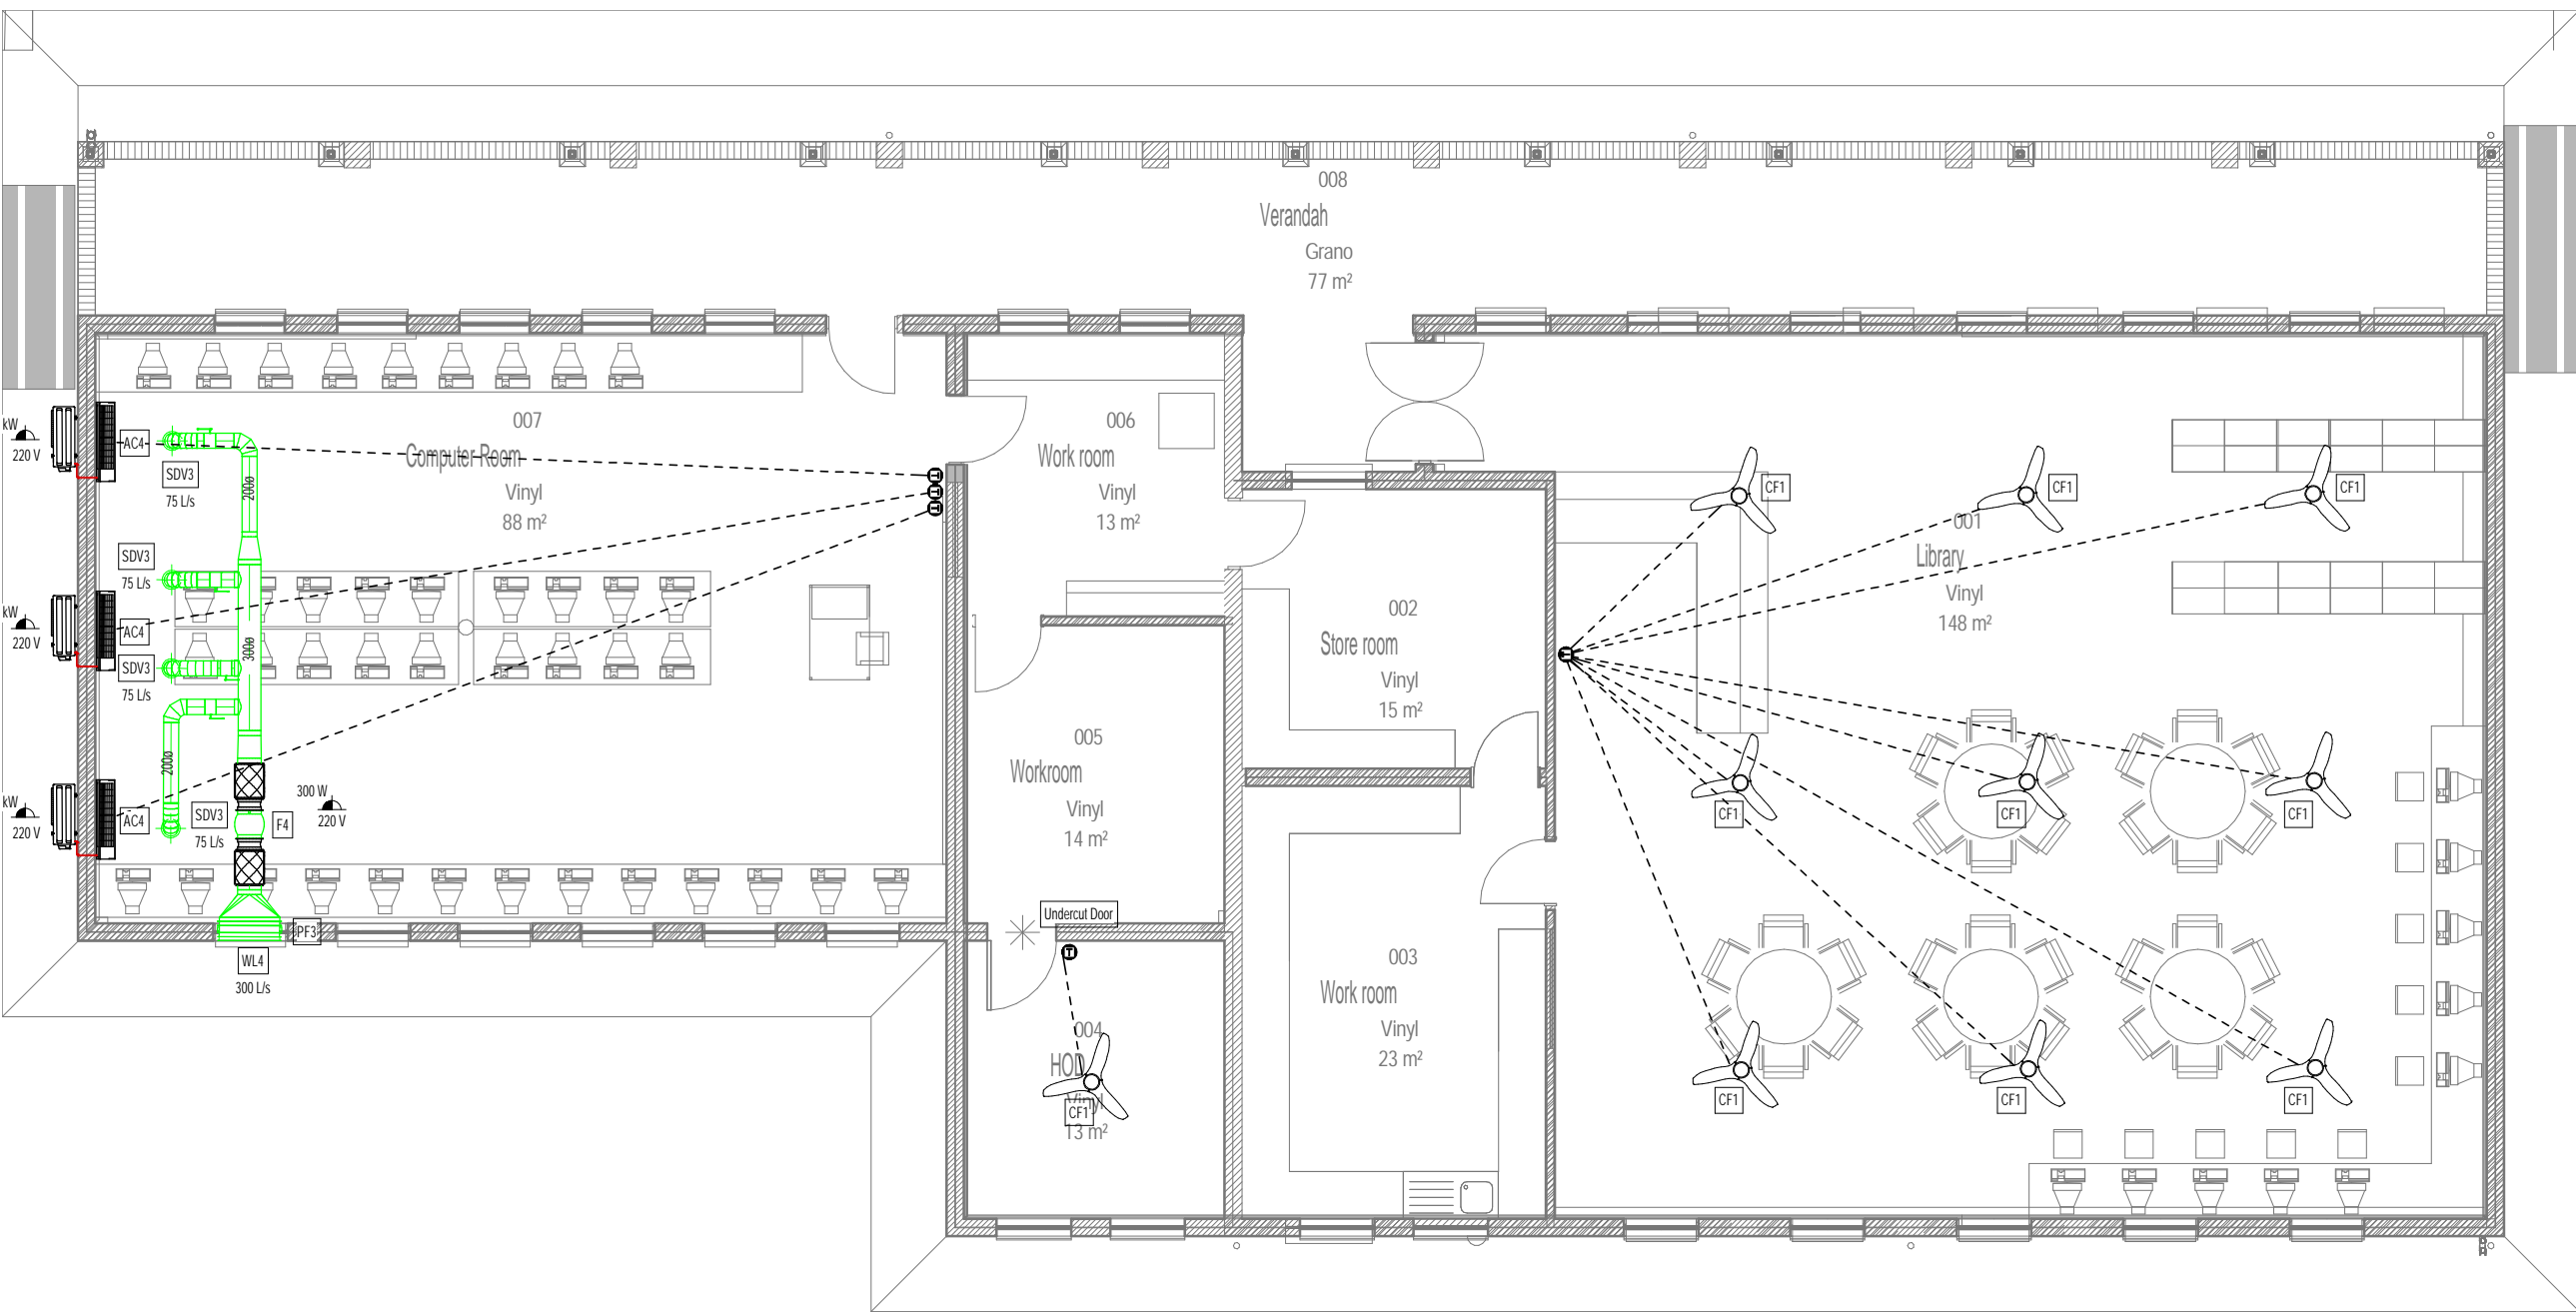 008
Verandah
Grano
77 m²
kW
220 V
AC4
SDV3
75 L/s
200ø
007
Computer Room
Vinyl
88 m²
T
T
T
006
Work room
Vinyl
13 m²
CF1
CF1
CF1
001
Library
Vinyl
148 m²
SDV3
75 L/s
kW
220 V
AC4
SDV3
75 L/s
300ø
002
Store room
Vinyl
15 m²
005
Workroom
Vinyl
14 m²
200ø
kW
220 V
AC4
SDV3
75 L/s
F4
300 W
220 V
CF1
CF1
CF1
PF3
WL4
300 L/s
Undercut Door
T
004
HOD
Vinyl
CF1
13 m²
003
Work room
Vinyl
23 m²
CF1
CF1
CF1